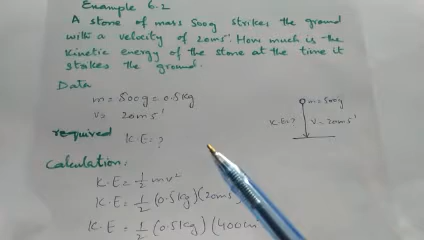 Example 6.2
A stone of mass 500g strikes the ground
with a velocity of 20ms⁻¹. How much is the
Kinetic energy of the stone at the time it
strikes the ground.
Data
m = 500g = 0.5kg
v = 20ms⁻¹
required K.E = ?
m = 500g
K.E = ? V = 20ms⁻¹
Calculation:
K.E = 1/2 mv²
K.E = 1/2 (0.5kg) (20ms
K.E = 1/2 (0.5kg) (400m